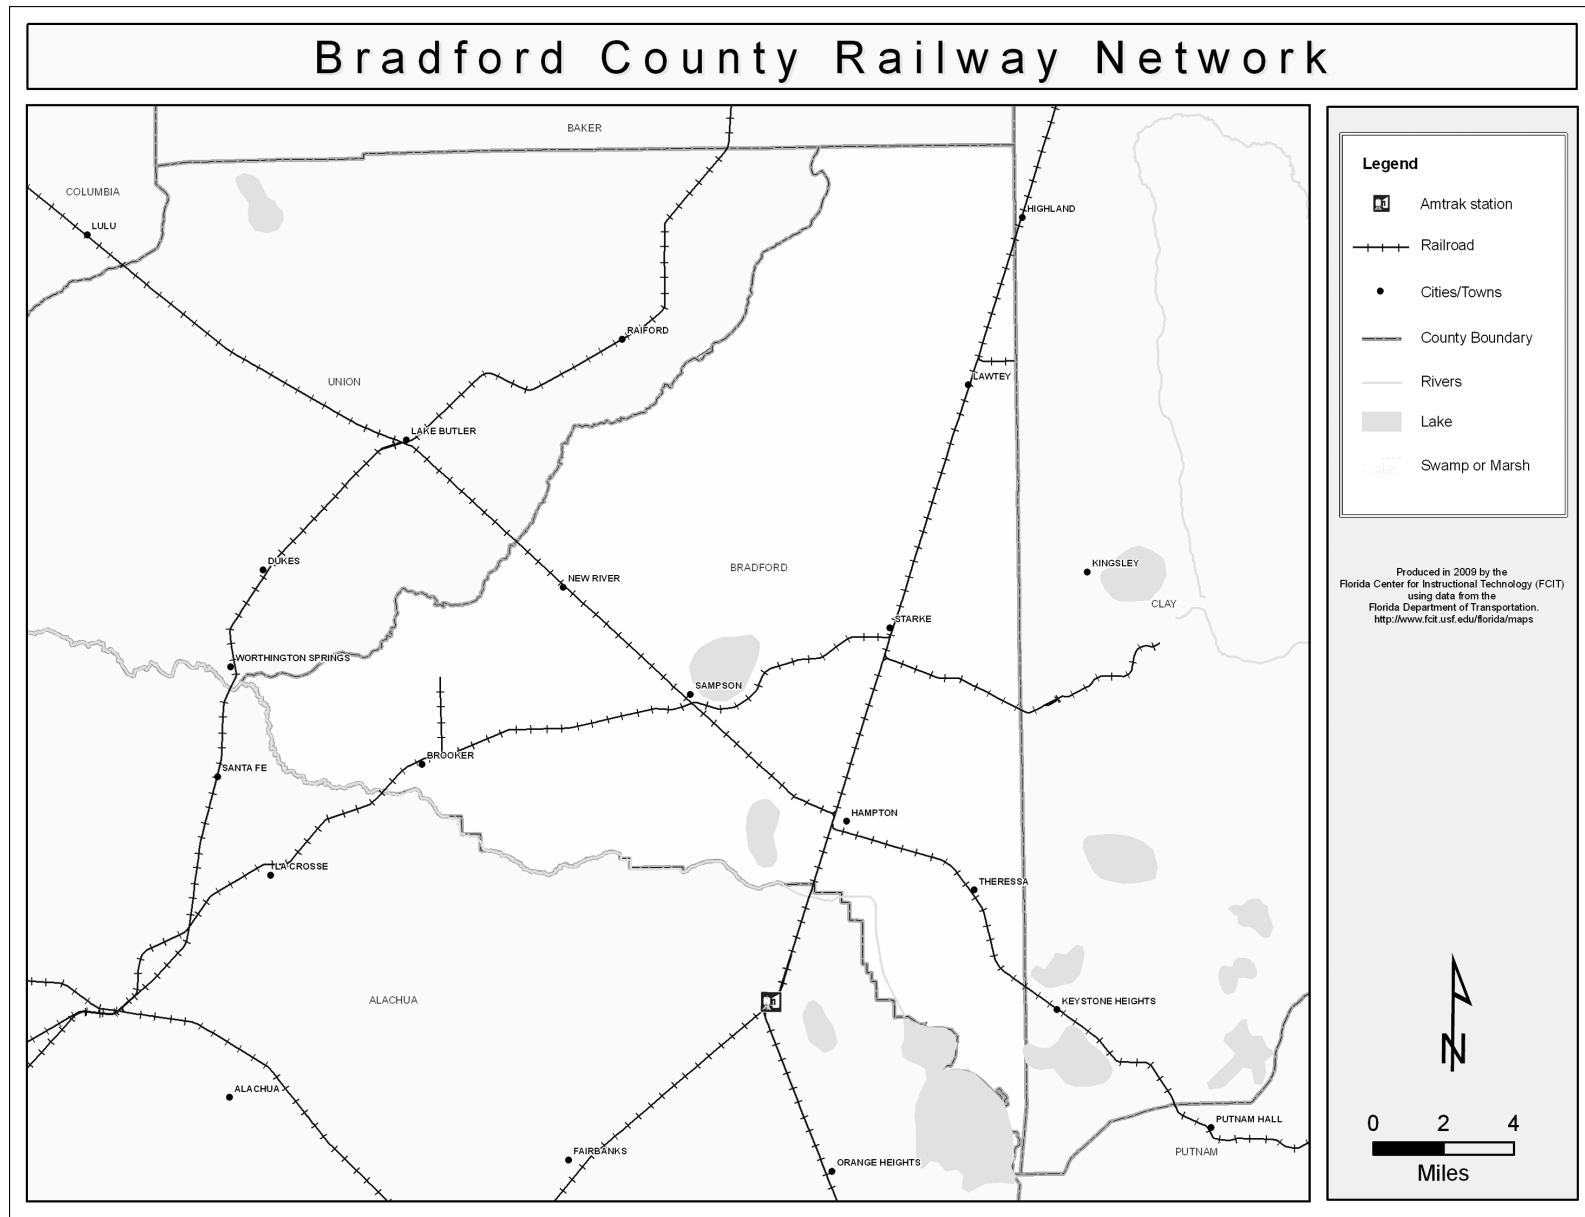 Bradford County Railway Network
BAKER
COLUMBIA
LULU
HIGHLAND
RAIFORD
UNION
LAWTEY
LAKE BUTLER
DUKES
NEW RIVER
BRADFORD
KINGSLEY
CLAY
STARKE
WORTHINGTON SPRINGS
SAMPSON
BROOKER
SANTA FE
HAMPTON
LA CROSSE
THERESSA
ALACHUA
KEYSTONE HEIGHTS
ALACHUA
PUTNAM HALL
FAIRBANKS
PUTNAM
ORANGE HEIGHTS
Legend
Amtrak station
Railroad
Cities/Towns
County Boundary
Rivers
Lake
Swamp or Marsh
Produced in 2009 by the
Florida Center for Instructional Technology (FCIT)
using data from the
Florida Department of Transportation.
http://www.fcit.usf.edu/florida/maps
N
0 2 4
Miles